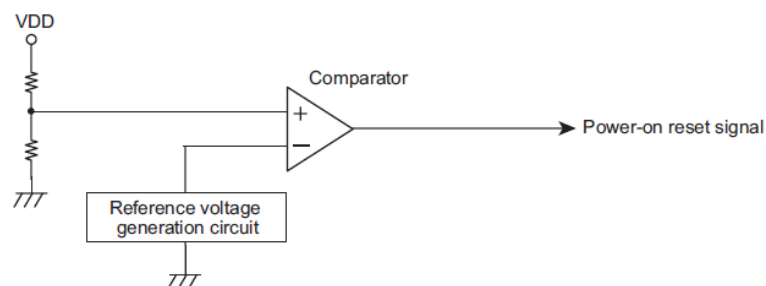 VDD
Comparator
+
−
Power-on reset signal
Reference voltage
generation circuit